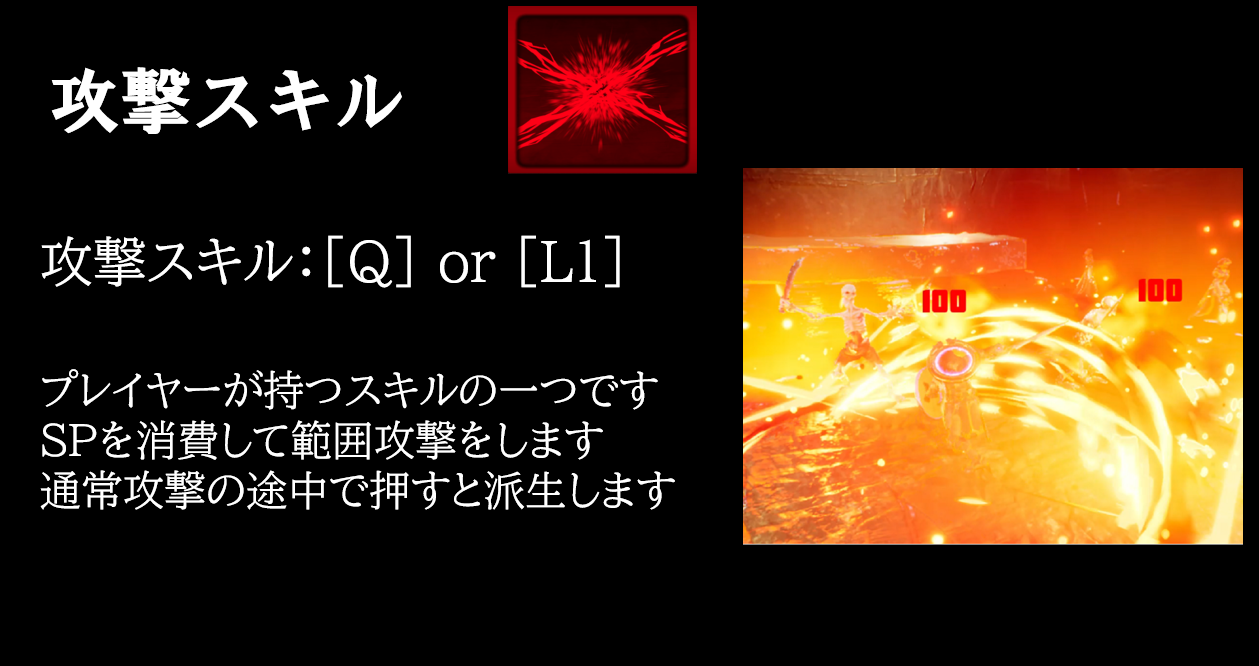 攻撃スキル
攻撃スキル：[Q] or [L1]
プレイヤーが持つスキルの一つです
SPを消費して範囲攻撃をします
通常攻撃の途中で押すと派生します
100
100